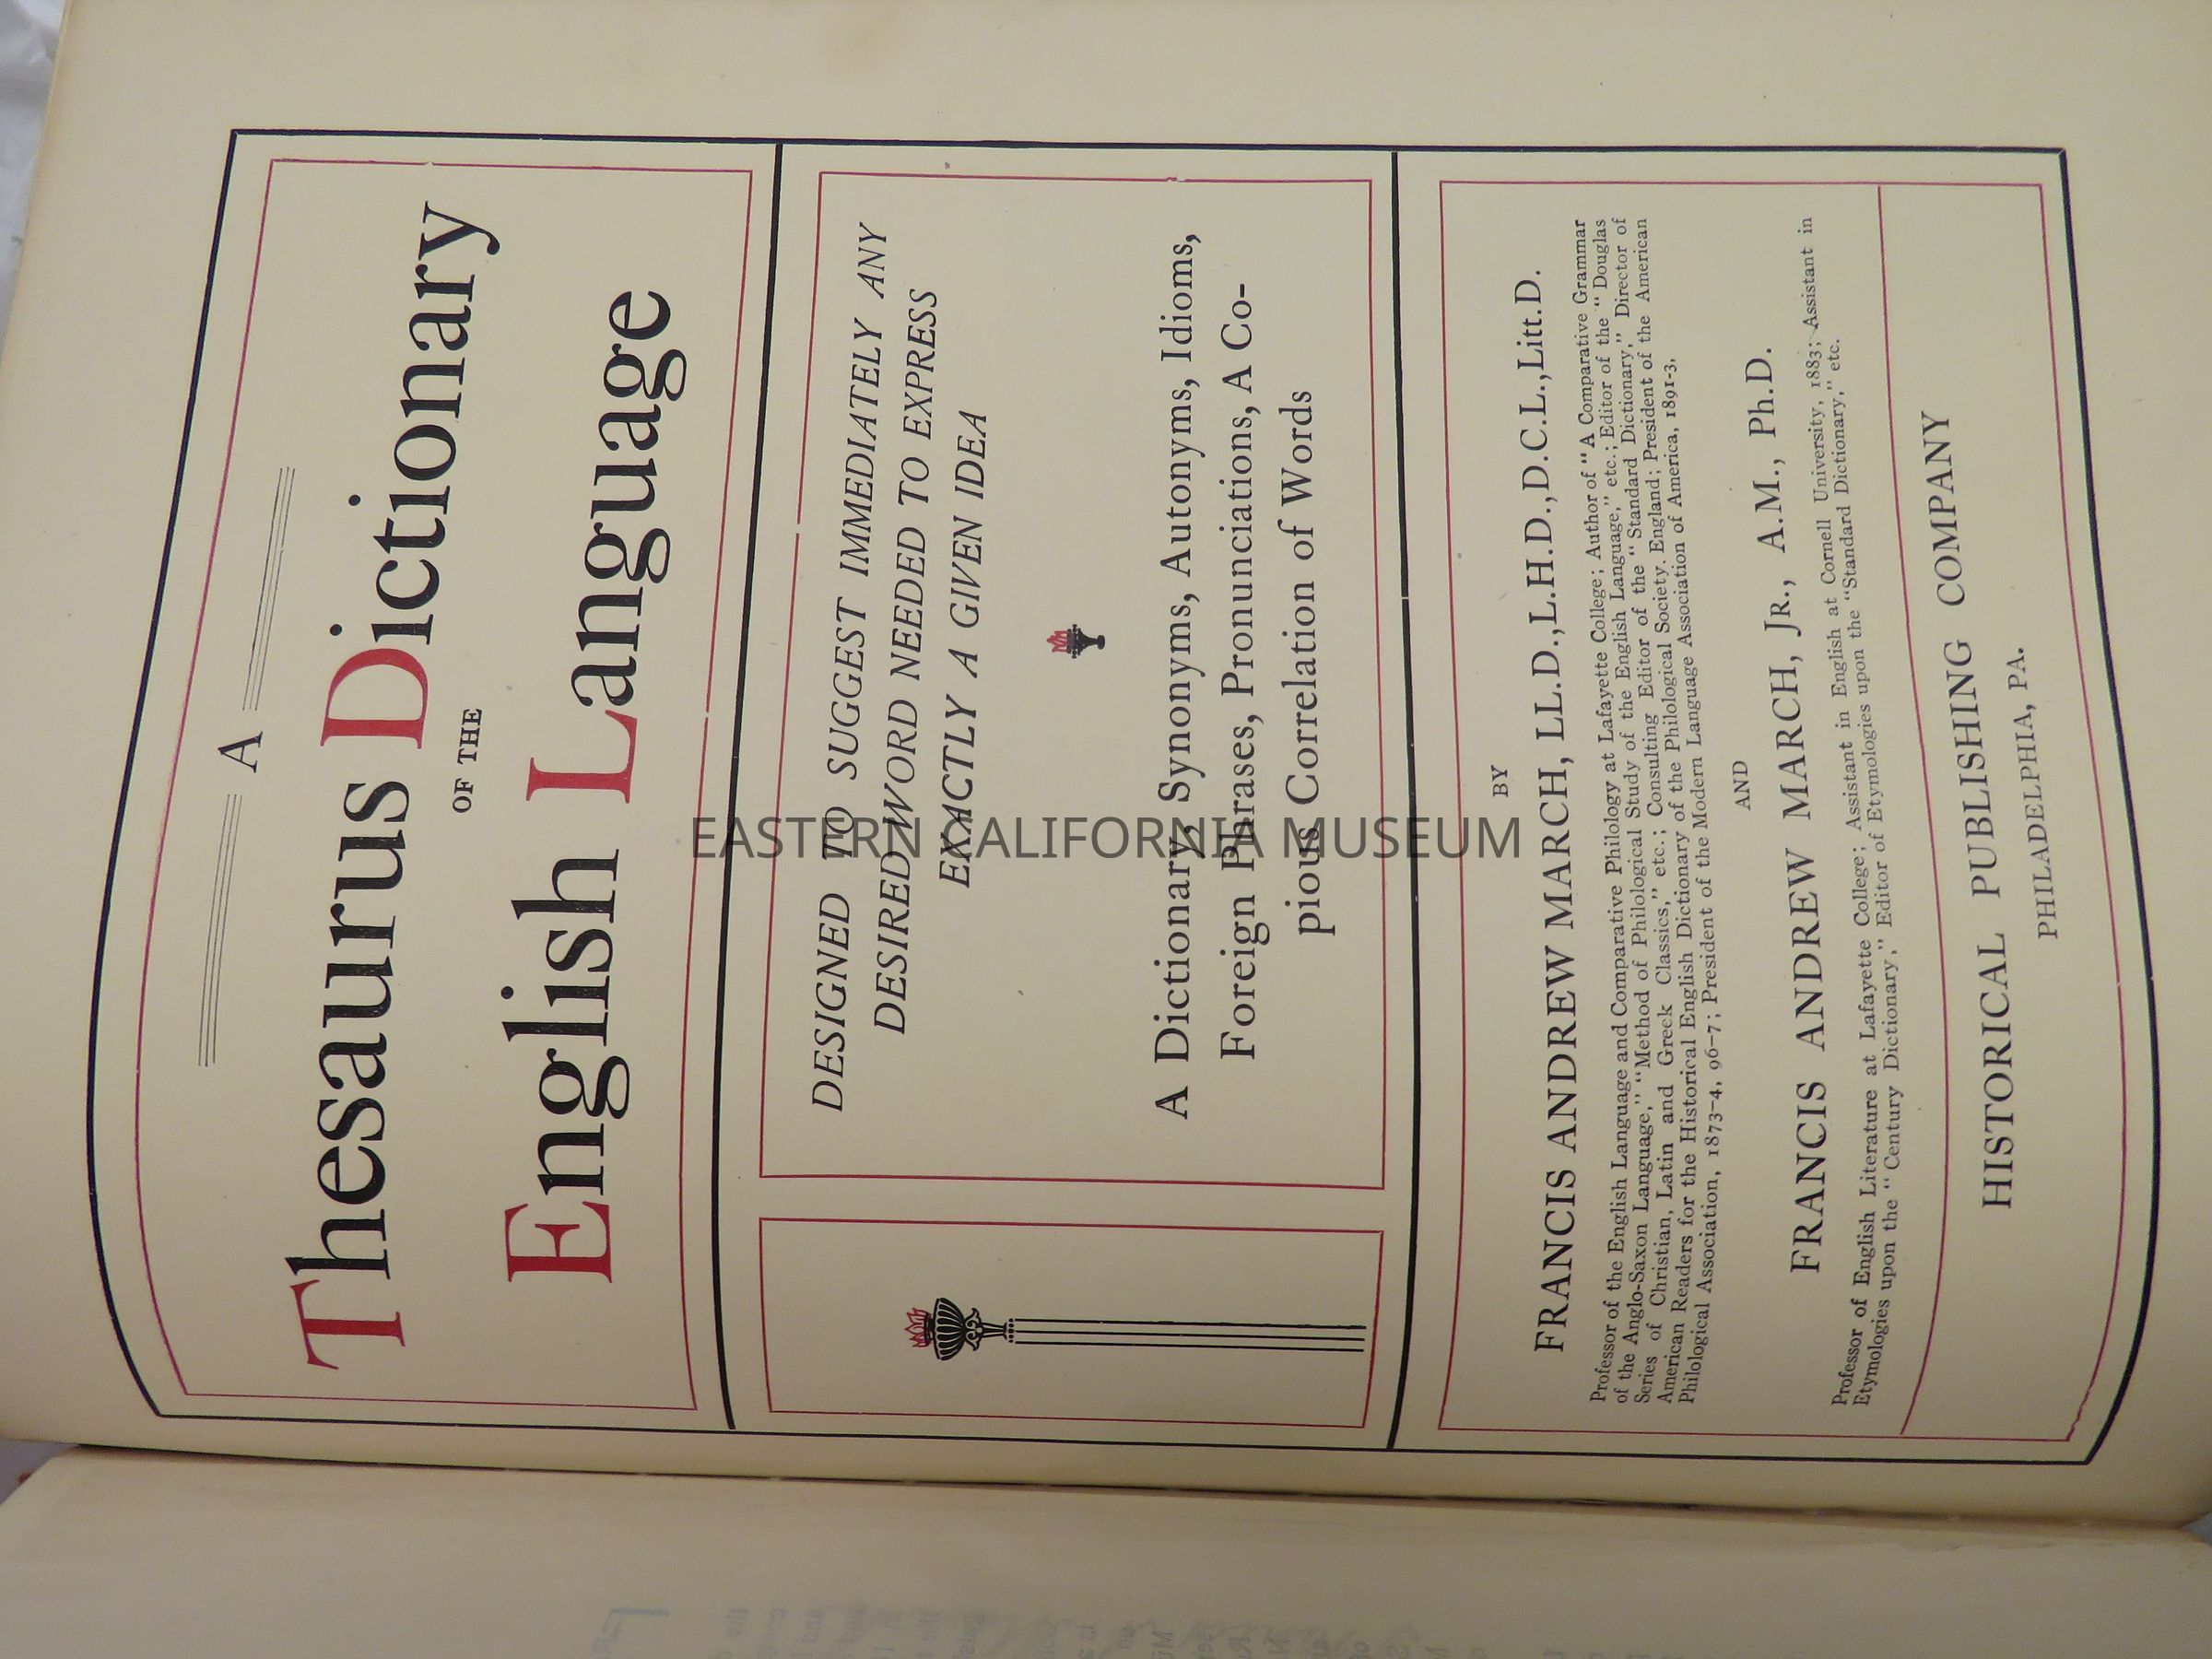 A
Thesaurus Dictionary
OF THE
English Language
DESIGNED TO SUGGEST IMMEDIATELY ANY
DESIRED WORD NEEDED TO EXPRESS
EXACTLY A GIVEN IDEA
A Dictionary, Synonyms, Autonyms, Idioms,
Foreign Phrases, Pronunciations, A Co-
pious Correlation of Words
BY
FRANCIS ANDREW MARCH, LL.D.,L.H.D.,D.C.L.,Litt.D.
Professor of the English Language and Comparative Philology at Lafayette College; Author of "A Comparative Grammar
of the Anglo-Saxon Language," "Method of Philological Study of the English Language," etc.; Editor of the "Douglas
Series of Christian, Latin and Greek Classics," etc.; Consulting Editor of the "Standard Dictionary," Director of
American Readers for the Historical English Dictionary of the Philological Society. England; President of the American
Philological Association, 1873-4, 96-7; President of the Modern Language Association of America, 1891-3,
AND
FRANCIS ANDREW MARCH, JR., A.M., Ph.D.
Professor of English Literature at Lafayette College; Assistant in English at Cornell University, 1883; Assistant in
Etymologies upon the "Century Dictionary," Editor of Etymologies upon the "Standard Dictionary," etc.
HISTORICAL PUBLISHING COMPANY
PHILADELPHIA, PA.
EASTERN CALIFORNIA MUSEUM